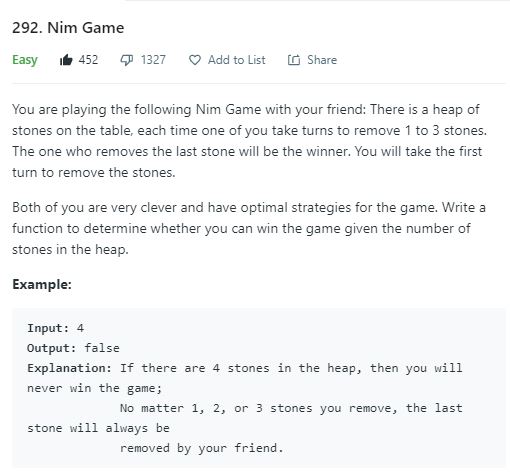 292. Nim Game
Easy 452 1327 Add to List Share
You are playing the following Nim Game with your friend: There is a heap of
stones on the table, each time one of you take turns to remove 1 to 3 stones.
The one who removes the last stone will be the winner. You will take the first
turn to remove the stones.
Both of you are very clever and have optimal strategies for the game. Write a
function to determine whether you can win the game given the number of
stones in the heap.
Example:
Input: 4
Output: false
Explanation: If there are 4 stones in the heap, then you will
never win the game;
No matter 1, 2, or 3 stones you remove, the last
stone will always be
removed by your friend.